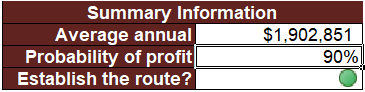 Summary Information
Average annual $1,902,851
Probability of profit 90%
Establish the route?